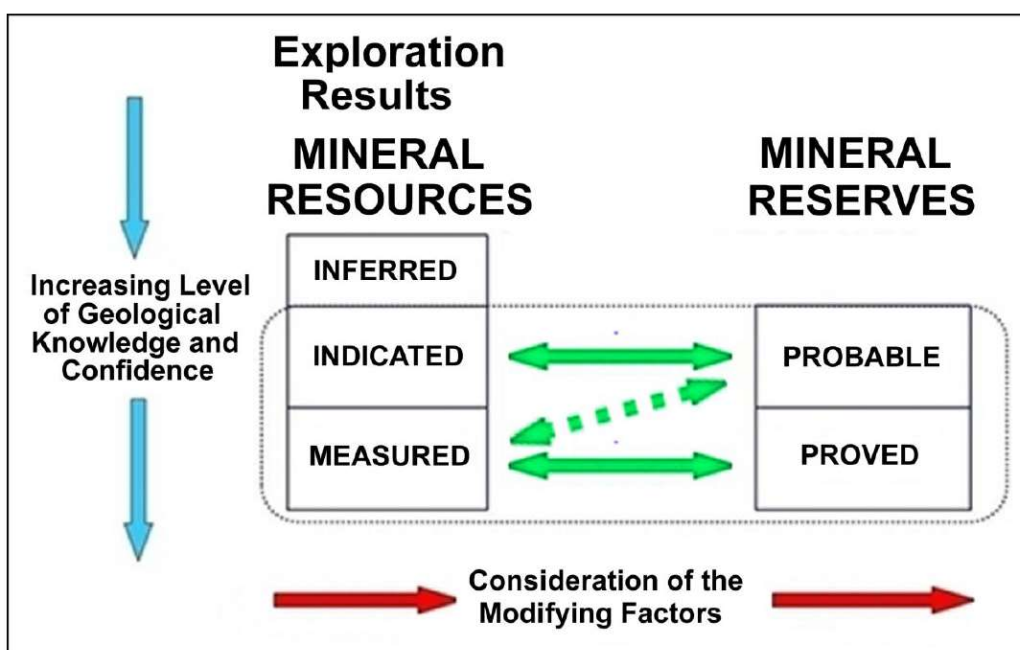 Exploration
Results
MINERAL
RESOURCES
MINERAL
RESERVES
Increasing Level
of Geological
Knowledge and
Confidence
INFERRED
INDICATED
MEASURED
PROBABLE
PROVED
Consideration of the
Modifying Factors